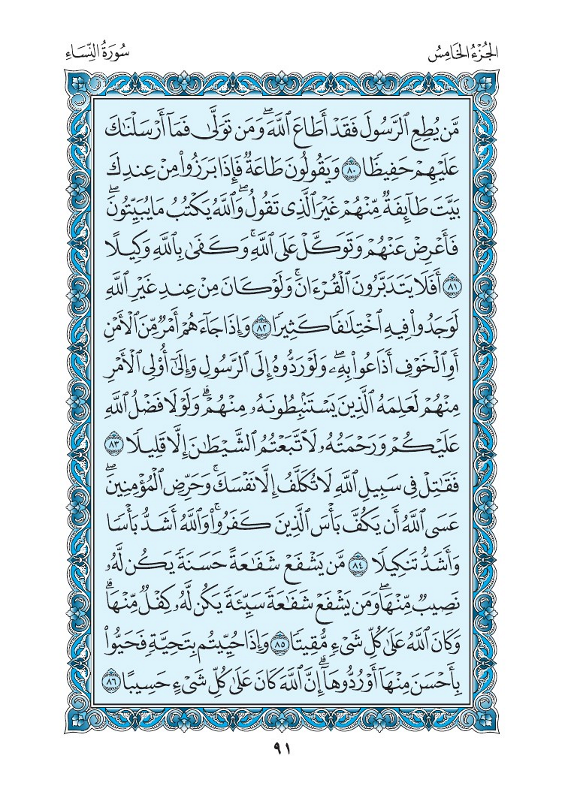 الجُزْءُ الخَامِسُ
سُورَةُ النِّسَاءِ
مَّن يُطِعِ ٱلرَّسُولَ فَقَدْ أَطَاعَ ٱللَّهَۖ وَمَن تَوَلَّىٰ فَمَآ أَرْسَلْنَٰكَ
عَلَيْهِمْ حَفِيظًا ٨٠ وَيَقُولُونَ طَاعَةٌ فَإِذَا بَرَزُوا۟ مِنْ عِندِكَ
بَيَّتَ طَآئِفَةٌ مِّنْهُمْ غَيْرَ ٱلَّذِى تَقُولُۖ وَٱللَّهُ يَكْتُبُ مَا يُبَيِّتُونَۖ
فَأَعْرِضْ عَنْهُمْ وَتَوَكَّلْ عَلَى ٱللَّهِۚ وَكَفَىٰ بِٱللَّهِ وَكِيلًا
٨١ أَفَلَا يَتَدَبَّرُونَ ٱلْقُرْءَانَۚ وَلَوْ كَانَ مِنْ عِندِ غَيْرِ ٱللَّهِ
لَوَجَدُوا۟ فِيهِ ٱخْتِلَٰفًا كَثِيرًا ٨٢ وَإِذَا جَآءَهُمْ أَمْرٌ مِّنَ ٱلْأَمْنِ
أَوِ ٱلْخَوْفِ أَذَاعُوا۟ بِهِۦۖ وَلَوْ رَدُّوهُ إِلَى ٱلرَّسُولِ وَإِلَىٰٓ أُو۟لِى ٱلْأَمْرِ
مِنْهُمْ لَعَلِمَهُ ٱلَّذِينَ يَسْتَنۢبِطُونَهُۥ مِنْهُمْۗ وَلَوْلَا فَضْلُ ٱللَّهِ
عَلَيْكُمْ وَرَحْمَتُهُۥ لَٱتَّبَعْتُمُ ٱلشَّيْطَٰنَ إِلَّا قَلِيلًا ٨٣
فَقَٰتِلْ فِى سَبِيلِ ٱللَّهِ لَا تُكَلَّفُ إِلَّا نَفْسَكَۚ وَحَرِّضِ ٱلْمُؤْمِنِينَۖ
عَسَى ٱللَّهُ أَن يَكُفَّ بَأْسَ ٱلَّذِينَ كَفَرُوا۟ۚ وَٱللَّهُ أَشَدُّ بَأْسًا
وَأَشَدُّ تَنكِيلًا ٨٤ مَّن يَشْفَعْ شَفَٰعَةً حَسَنَةً يَكُن لَّهُۥ
نَصِيبٌ مِّنْهَاۖ وَمَن يَشْفَعْ شَفَٰعَةً سَيِّئَةً يَكُن لَّهُۥ كِفْلٌ مِّنْهَاۗ
وَكَانَ ٱللَّهُ عَلَىٰ كُلِّ شَىْءٍ مُّقِيتًا ٨٥ وَإِذَا حُيِّيتُم بِتَحِيَّةٍ فَحَيُّوا۟
بِأَحْسَنَ مِنْهَآ أَوْ رُدُّوهَآۗ إِنَّ ٱللَّهَ كَانَ عَلَىٰ كُلِّ شَىْءٍ حَسِيبًا ٨٦
٩١